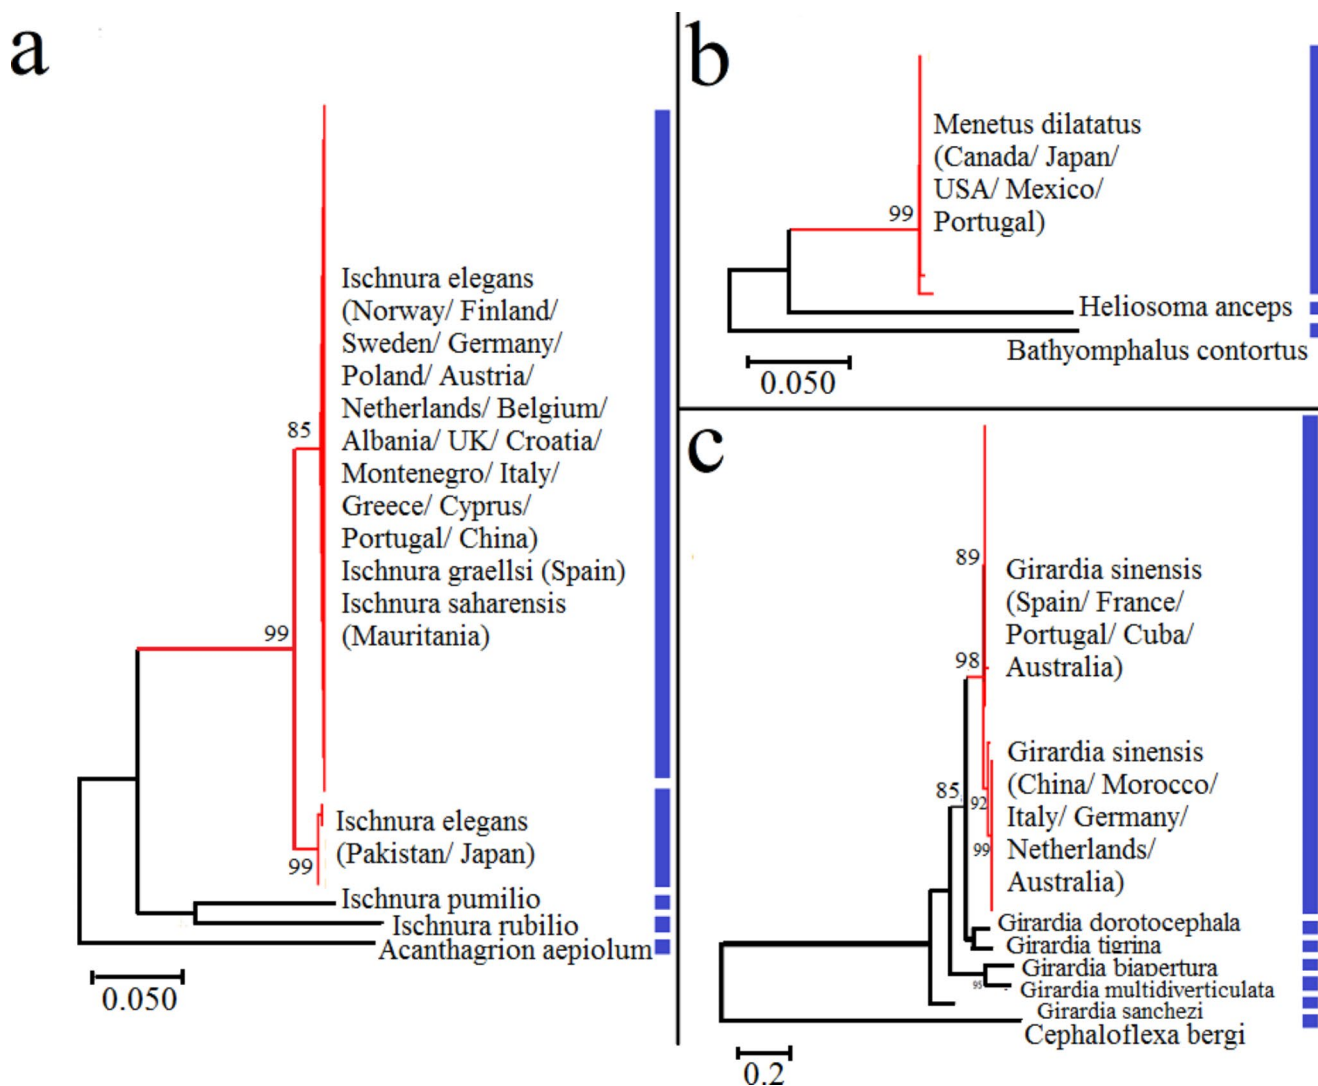 a
Ischnura elegans
(Norway/ Finland/
Sweden/ Germany/
Poland/ Austria/
Netherlands/ Belgium/
Albania/ UK/ Croatia/
Montenegro/ Italy/
Greece/ Cyprus/
Portugal/ China)
Ischnura graellsi (Spain)
Ischnura saharensis
(Mauritania)
85
99
Ischnura elegans
(Pakistan/ Japan)
99
Ischnura pumilio
Ischnura rubilio
Acanthagrion aepiolum
0.050
b
Menetus dilatatus
(Canada/ Japan/
USA/ Mexico/
Portugal)
99
Heliosoma anceps
Bathyomphalus contortus
0.050
c
89
Girardia sinensis
(Spain/ France/
Portugal/ Cuba/
Australia)
98
Girardia sinensis
(China/ Morocco/
Italy/ Germany/
Netherlands/
Australia)
85
92
99
Girardia dorotocephala
Girardia tigrina
Girardia biapertura
95
Girardia multidiverticulata
Girardia sanchezi
Cephaloflexa bergi
0.2